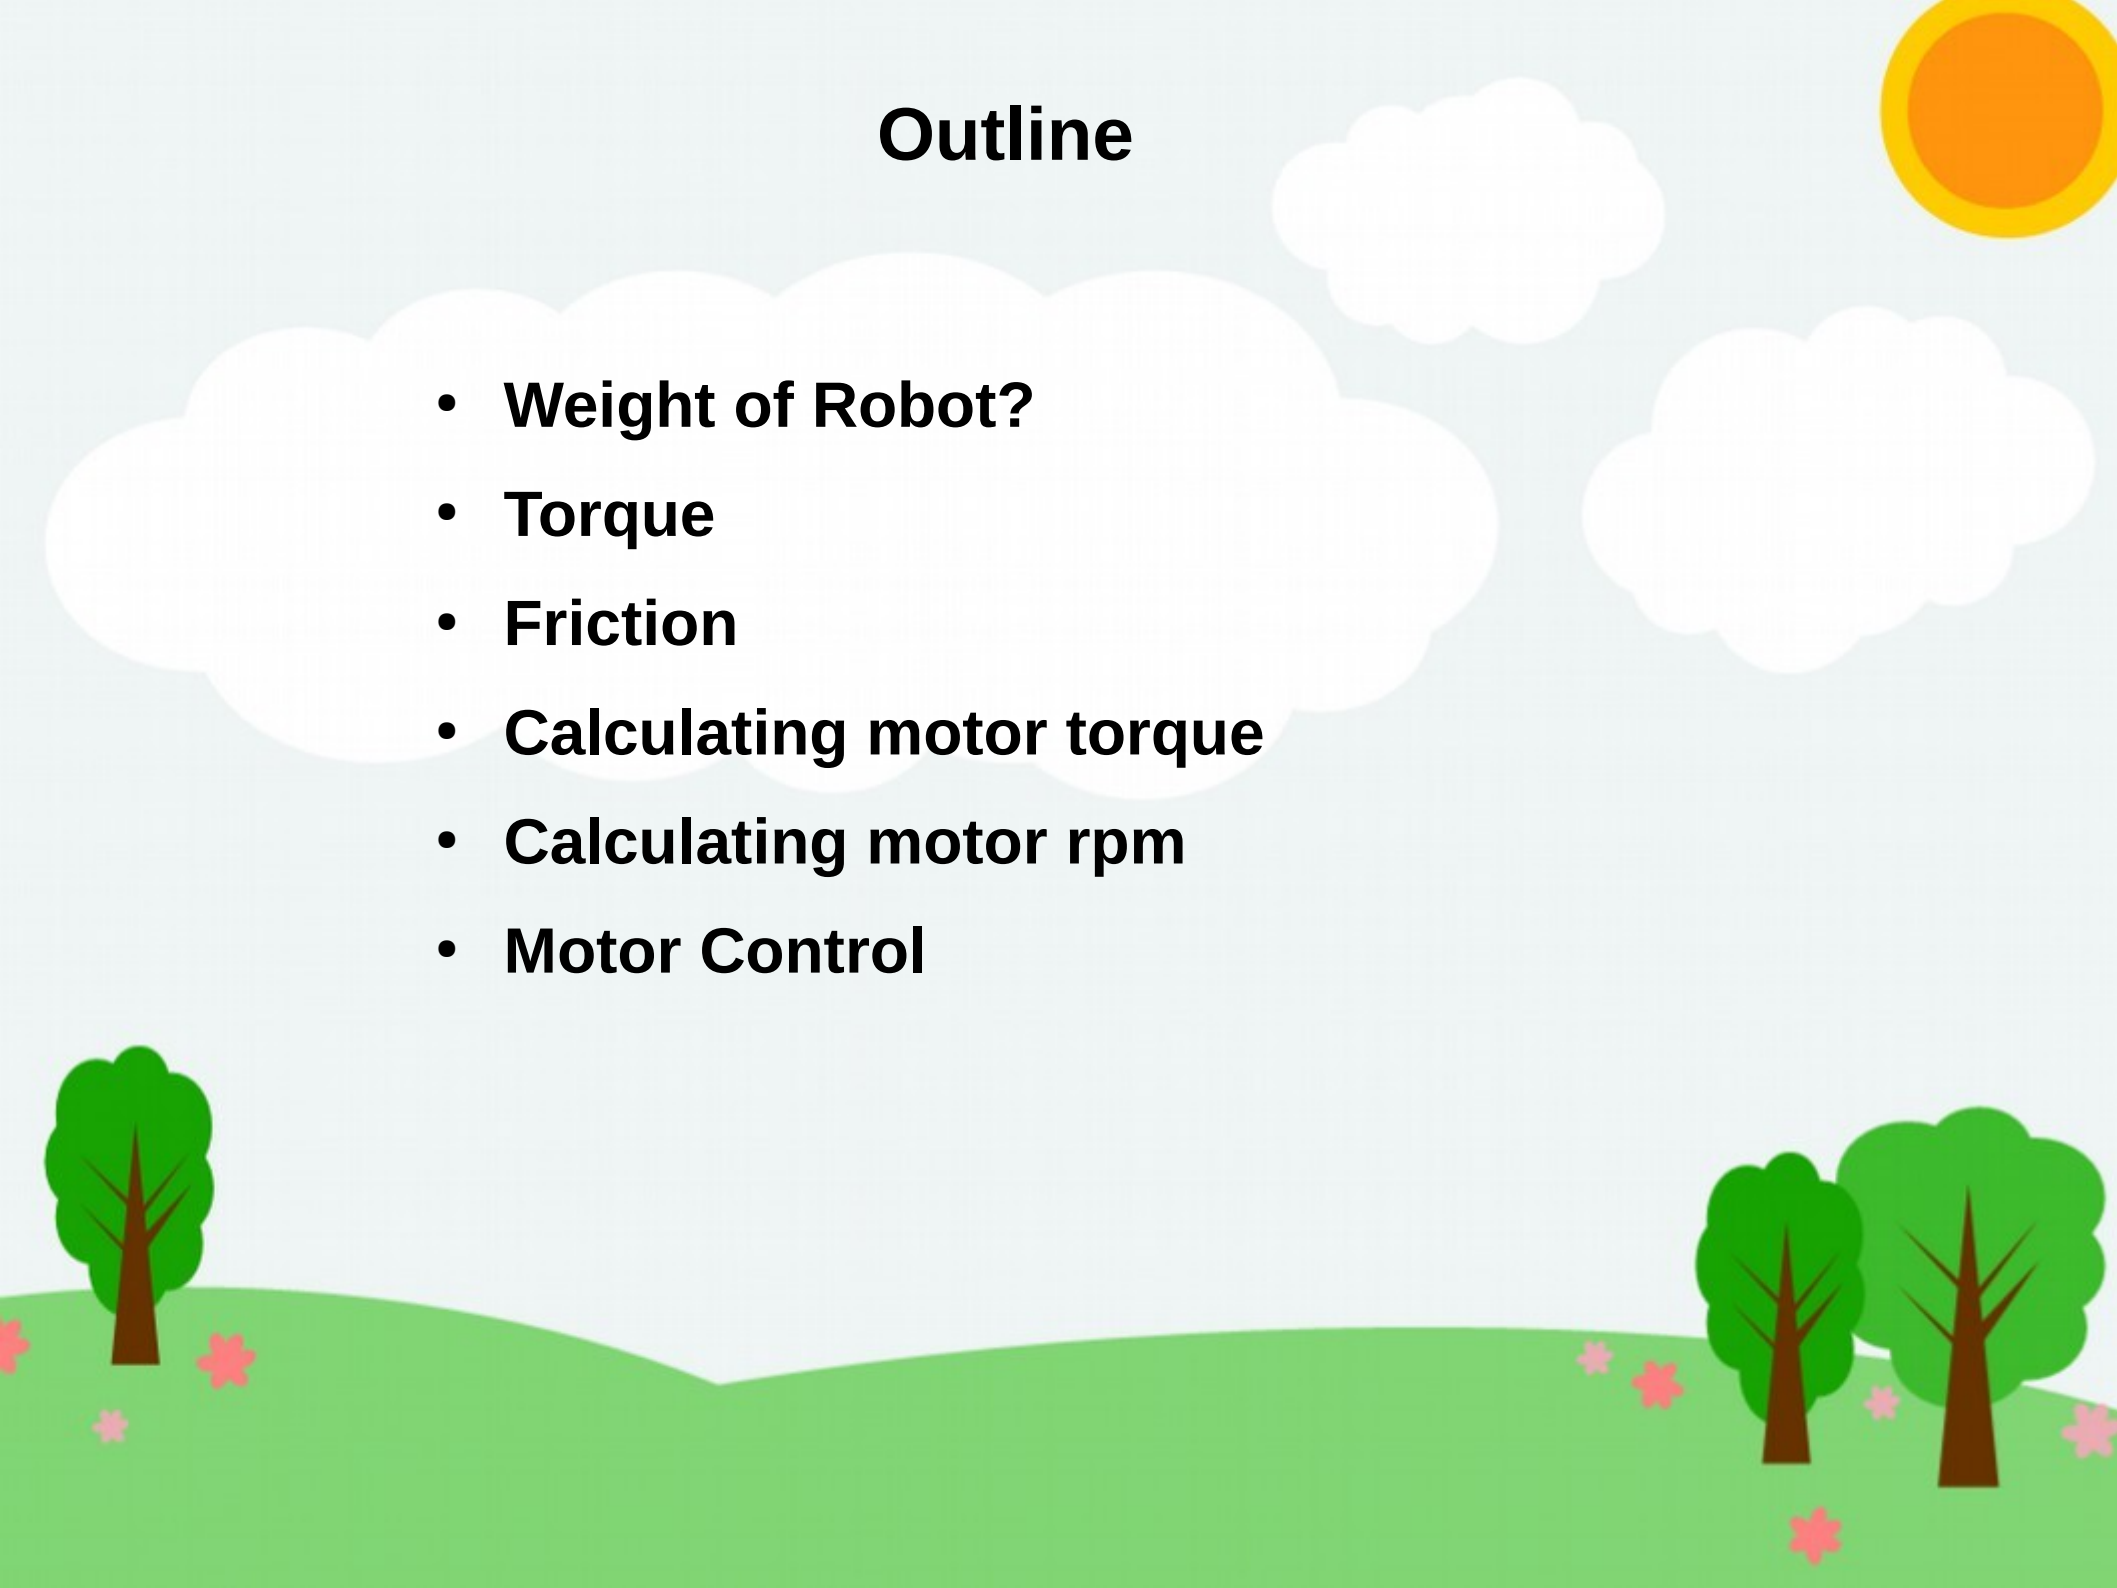 Outline
• Weight of Robot?
• Torque
• Friction
• Calculating motor torque
• Calculating motor rpm
• Motor Control